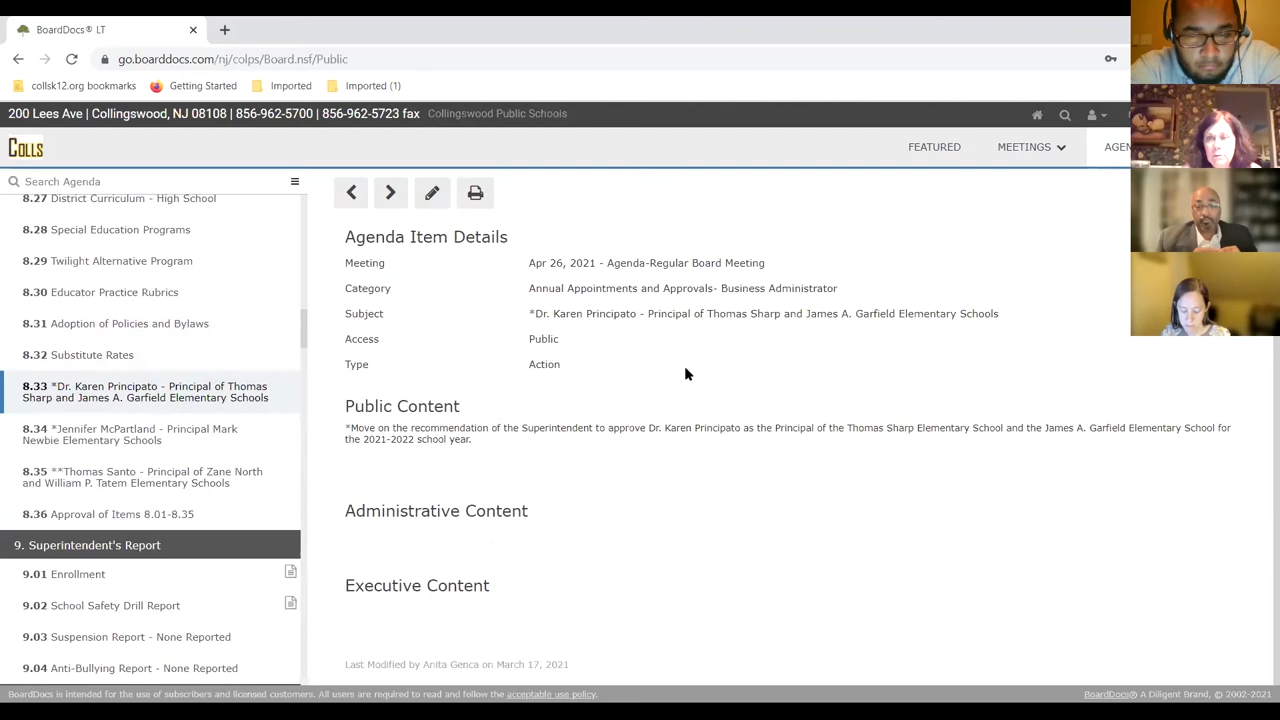 BoardDocs® LT
go.boarddocs.com/nj/colps/Board.nsf/Public
collsk12.org bookmarks Getting Started Imported Imported (1)
200 Lees Ave | Collingswood, NJ 08108 | 856-962-5700 | 856-962-5723 fax Collingswood Public Schools
COLLS
FEATURED MEETINGS AGEN
Search Agenda
8.27 District Curriculum - High School
8.28 Special Education Programs
8.29 Twilight Alternative Program
8.30 Educator Practice Rubrics
8.31 Adoption of Policies and Bylaws
8.32 Substitute Rates
8.33 *Dr. Karen Principato - Principal of Thomas
Sharp and James A. Garfield Elementary Schools
8.34 *Jennifer McPartland - Principal Mark
Newbie Elementary Schools
8.35 **Thomas Santo - Principal of Zane North
and William P. Tatem Elementary Schools
8.36 Approval of Items 8.01-8.35
9. Superintendent's Report
9.01 Enrollment
9.02 School Safety Drill Report
9.03 Suspension Report - None Reported
9.04 Anti-Bullying Report - None Reported
Agenda Item Details
Meeting Apr 26, 2021 - Agenda-Regular Board Meeting
Category Annual Appointments and Approvals- Business Administrator
Subject *Dr. Karen Principato - Principal of Thomas Sharp and James A. Garfield Elementary Schools
Access Public
Type Action
Public Content
*Move on the recommendation of the Superintendent to approve Dr. Karen Principato as the Principal of the Thomas Sharp Elementary School and the James A. Garfield Elementary School for
the 2021-2022 school year.
Administrative Content
Executive Content
Last Modified by Anita Genca on March 17, 2021
BoardDocs is intended for the use of subscribers and licensed customers. All users are required to read and follow the acceptable use policy.
BoardDocs® A Diligent Brand, © 2002-2021